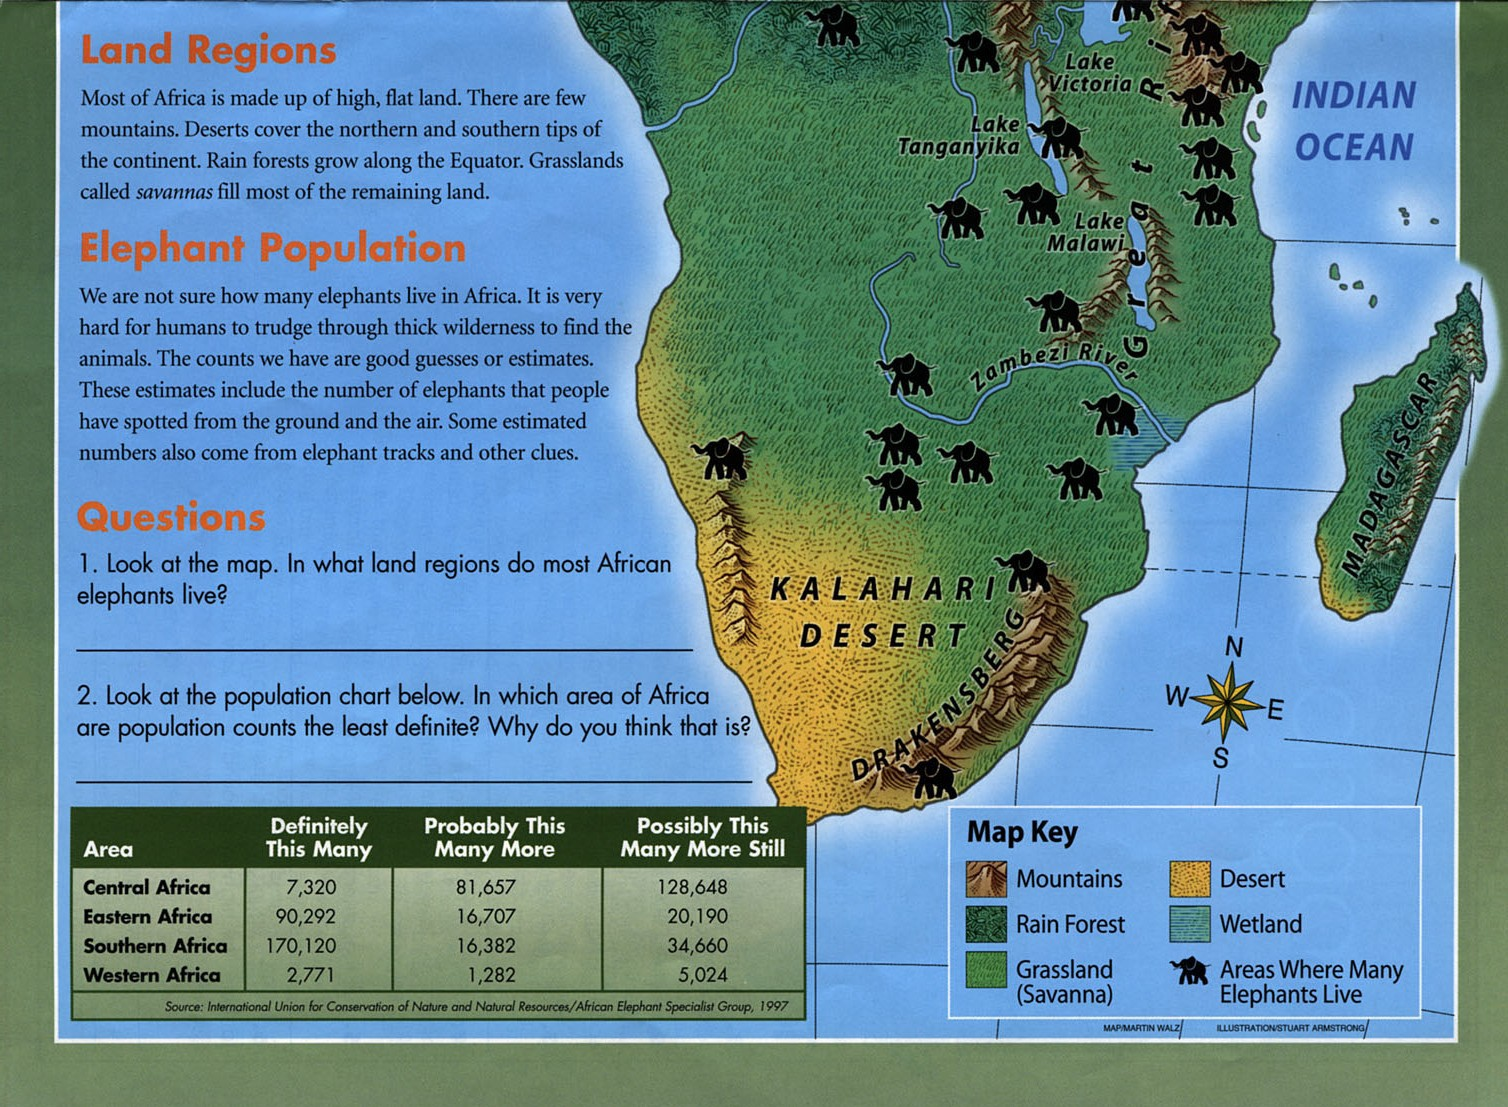 Land Regions
Most of Africa is made up of high, flat land. There are few
mountains. Deserts cover the northern and southern tips of
the continent. Rain forests grow along the Equator. Grasslands
called savannas fill most of the remaining land.
Elephant Population
We are not sure how many elephants live in Africa. It is very
hard for humans to trudge through thick wilderness to find the
animals. The counts we have are good guesses or estimates.
These estimates include the number of elephants that people
have spotted from the ground and the air. Some estimated
numbers also come from elephant tracks and other clues.
Questions
1. Look at the map. In what land regions do most African
elephants live?
2. Look at the population chart below. In which area of Africa
are population counts the least definite? Why do you think that is?
Area Definitely This Many Probably This Many More Possibly This Many More Still
Central Africa 7,320 81,657 128,648
Eastern Africa 90,292 16,707 20,190
Southern Africa 170,120 16,382 34,660
Western Africa 2,771 1,282 5,024
Source: International Union for Conservation of Nature and Natural Resources/African Elephant Specialist Group, 1997
Lake
Victoria
Lake
Tanganyika
Lake
Malawi
Great Ri
Zambezi River
INDIAN
OCEAN
MADAGASCAR
KALAHARI
DESERT
DRAKENSBERG
N
W E
S
Map Key
Mountains
Rain Forest
Grassland
(Savanna)
Desert
Wetland
Areas Where Many
Elephants Live
MAP/MARTIN WALZ ILLUSTRATION/STUART ARMSTRONG